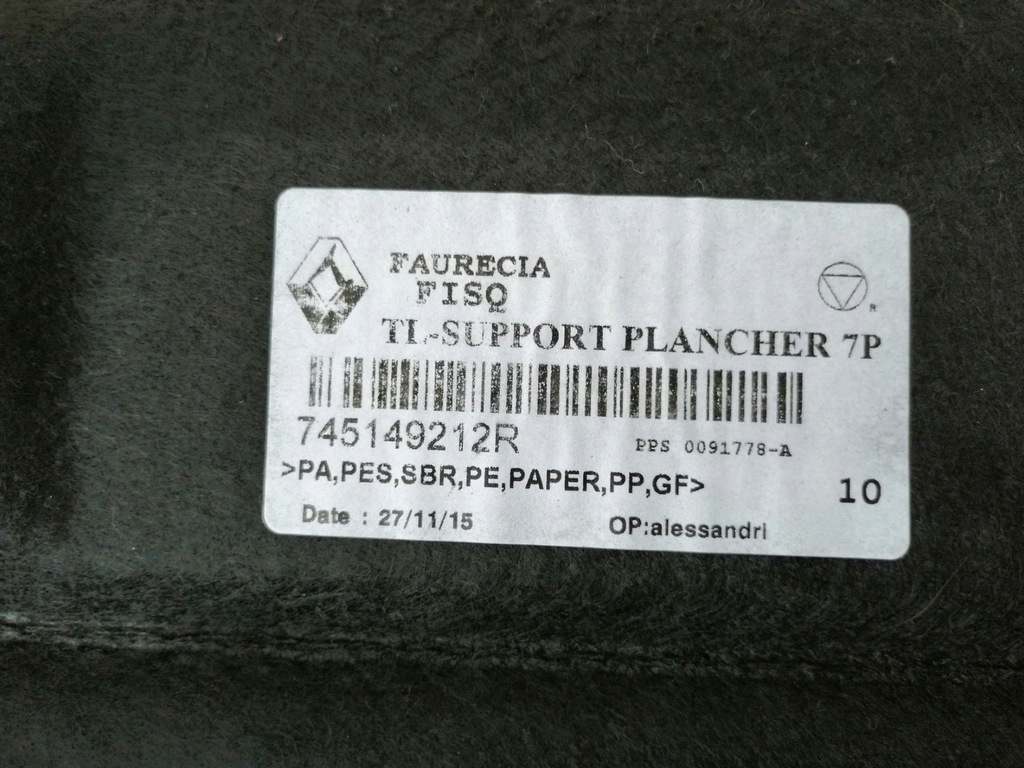 FAURECIA
FISQ
R
TL-SUPPORT PLANCHER 7P
745149212R
PPS 0091778-A
>PA,PES,SBR,PE,PAPER,PP,GF>
10
Date : 27/11/15
OP:alessandri